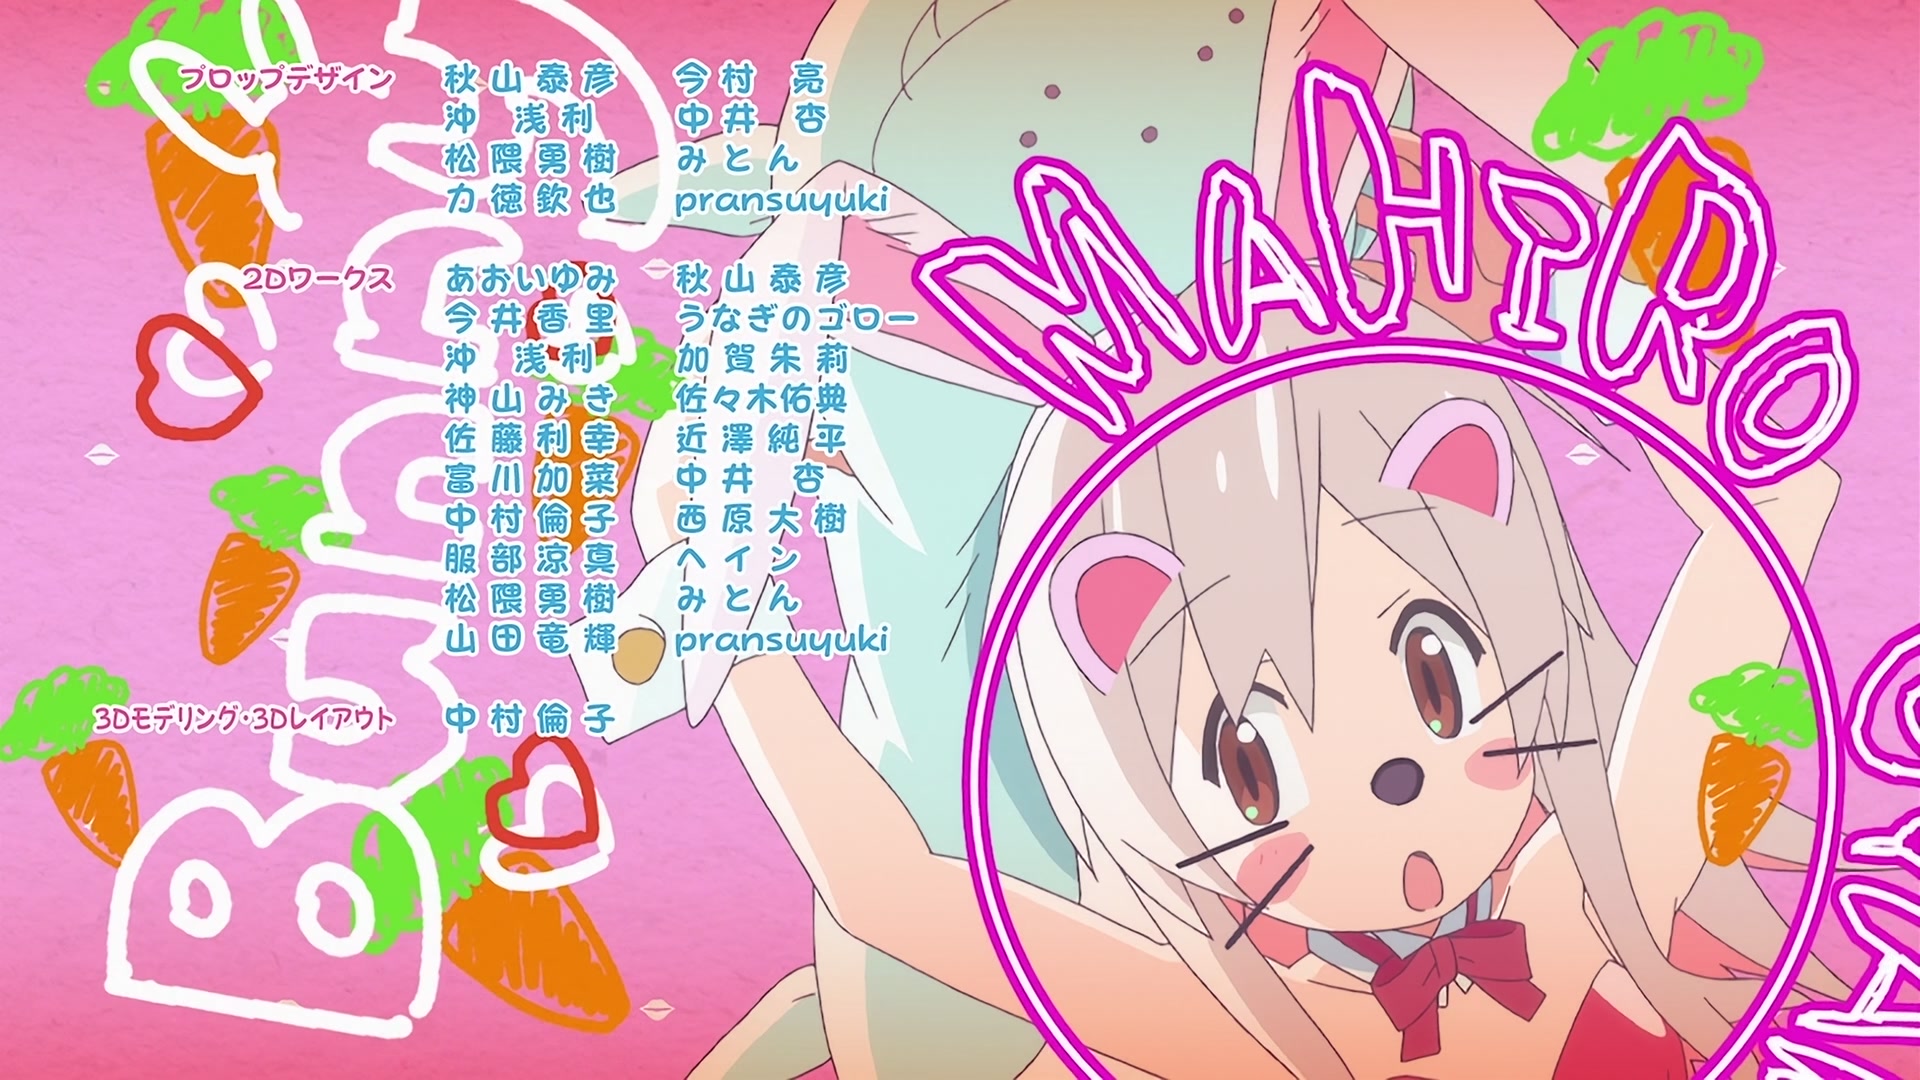 プロップデザイン 秋山泰彦 今村 亮
沖 浅利 中井 杏
松隈勇樹 みとん
力徳欽也 pransuyuki
2Dワークス あおいゆみ 秋山泰彦
今井香里 うなぎのゴロー
沖 浅利 加賀朱莉
神山みき 佐々木佑典
佐藤利幸 近澤純平
富川加菜 中井 杏
中村倫子 西原大樹
服部涼真 ヘイン
松隈勇樹 みとん
山田竜輝 pransuyuki
3Dモデリング・3Dレイアウト 中村倫子
Bunny
MAHIRO